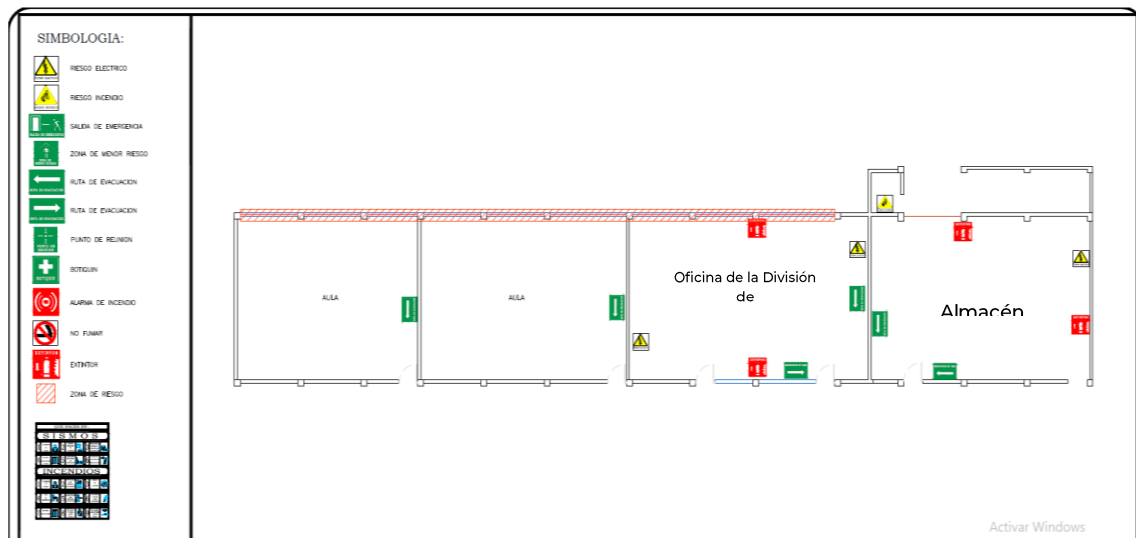 SIMBOLOGIA:
RIESGO ELECTRICO
RIESGO INCENDIO
SALIDA DE EMERGENCIA
ZONA DE MENOR RIESGO
RUTA DE EVACUACION
RUTA DE EVACUACION
PUNTO DE REUNION
BOTIQUIN
BOTIQUIN
ALARMA DE INCENDIO
NO FUMAR
EXTINTOR
EXTINTOR
ZONA DE RIESGO
SISMOS
INCENDIOS
AULA
AULA
Oficina de la División
de
Almacén
Activar Windows